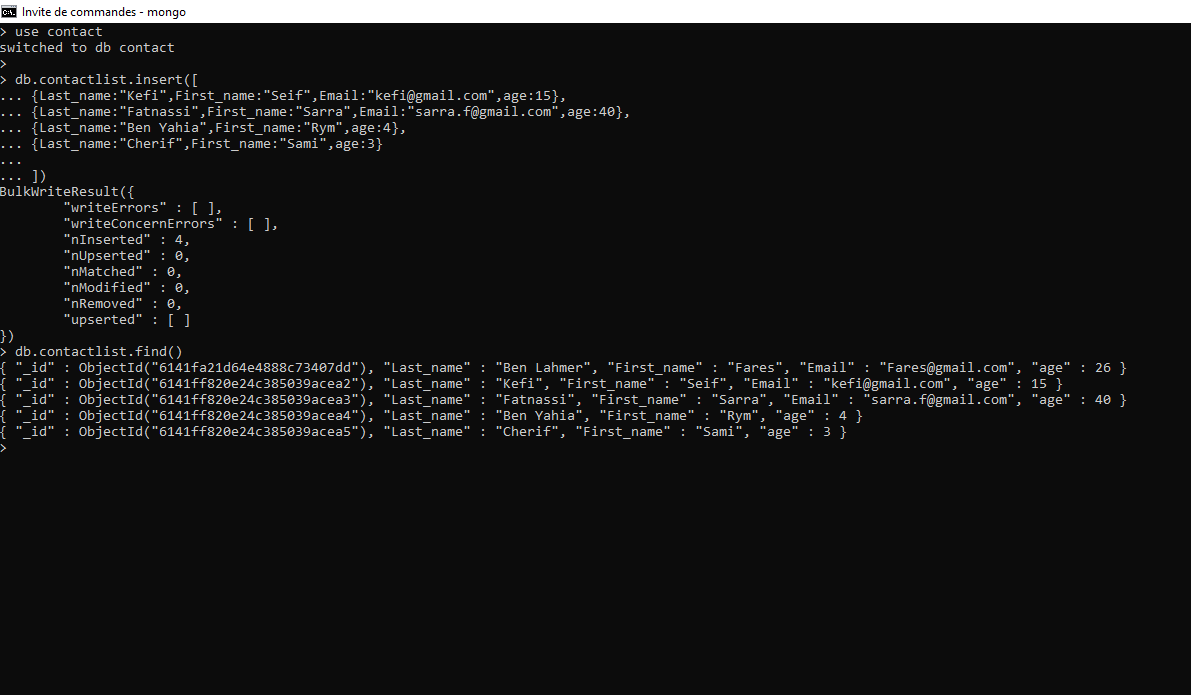 Invite de commandes - mongo
> use contact
switched to db contact
>
> db.contactlist.insert([
... {Last_name:"Kefi",First_name:"Seif",Email:"kefi@gmail.com",age:15},
... {Last_name:"Fatnassi",First_name:"Sarra",Email:"sarra.f@gmail.com",age:40},
... {Last_name:"Ben Yahia",First_name:"Rym",age:4},
... {Last_name:"Cherif",First_name:"Sami",age:3}
...
... ])
BulkWriteResult({
        "writeErrors" : [ ],
        "writeConcernErrors" : [ ],
        "nInserted" : 4,
        "nUpserted" : 0,
        "nMatched" : 0,
        "nModified" : 0,
        "nRemoved" : 0,
        "upserted" : [ ]
})
> db.contactlist.find()
{ "_id" : ObjectId("6141fa21d64e4888c73407dd"), "Last_name" : "Ben Lahmer", "First_name" : "Fares", "Email" : "Fares@gmail.com", "age" : 26 }
{ "_id" : ObjectId("6141ff820e24c385039acea2"), "Last_name" : "Kefi", "First_name" : "Seif", "Email" : "kefi@gmail.com", "age" : 15 }
{ "_id" : ObjectId("6141ff820e24c385039acea3"), "Last_name" : "Fatnassi", "First_name" : "Sarra", "Email" : "sarra.f@gmail.com", "age" : 40 }
{ "_id" : ObjectId("6141ff820e24c385039acea4"), "Last_name" : "Ben Yahia", "First_name" : "Rym", "age" : 4 }
{ "_id" : ObjectId("6141ff820e24c385039acea5"), "Last_name" : "Cherif", "First_name" : "Sami", "age" : 3 }
>